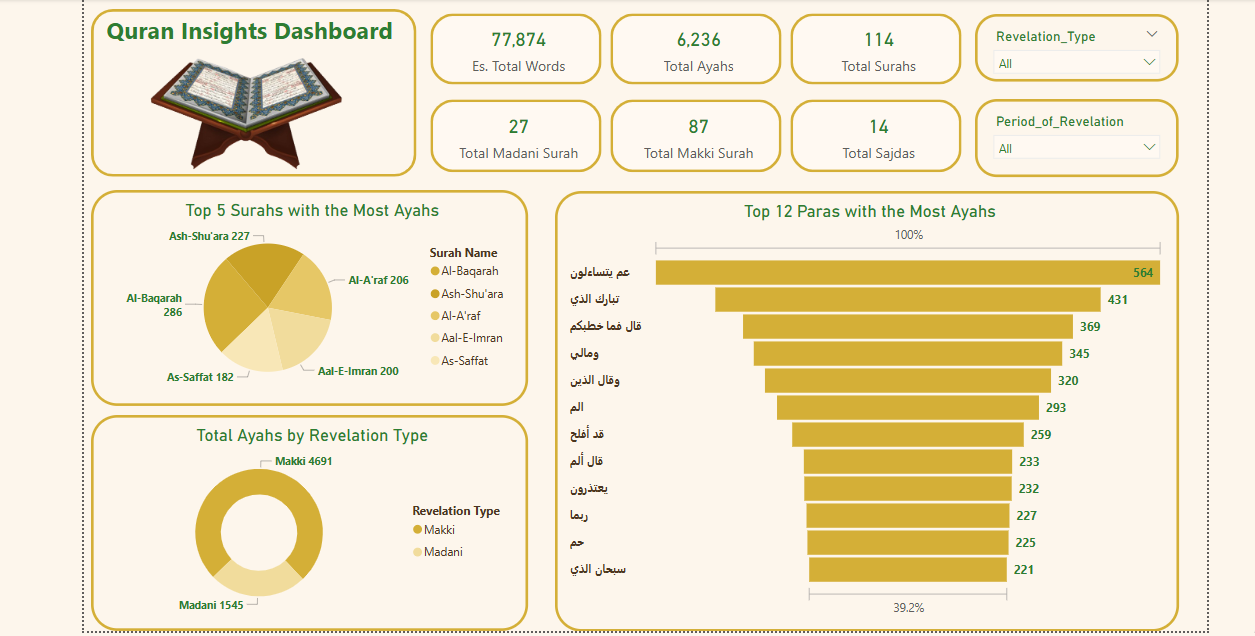 Quran Insights Dashboard
77,874
Es. Total Words
6,236
Total Ayahs
114
Total Surahs
Revelation_Type
All
27
Total Madani Surah
87
Total Makki Surah
14
Total Sajdas
Period_of_Revelation
All
Top 5 Surahs with the Most Ayahs
Ash-Shu'ara 227
Al-A'raf 206
Al-Baqarah
286
As-Saffat 182
Aal-E-Imran 200
Surah Name
Al-Baqarah
Ash-Shu'ara
Al-A'raf
Aal-E-Imran
As-Saffat
Total Ayahs by Revelation Type
Makki 4691
Madani 1545
Revelation Type
Makki
Madani
Top 12 Paras with the Most Ayahs
100%
عم يتساءلون 564
تبارك الذي 431
قال فما خطبكم 369
ومالي 345
وقال الذين 320
الم 293
قد أفلح 259
قال ألم 233
يعتذرون 232
ربما 227
حم 225
سبحان الذي 221
39.2%